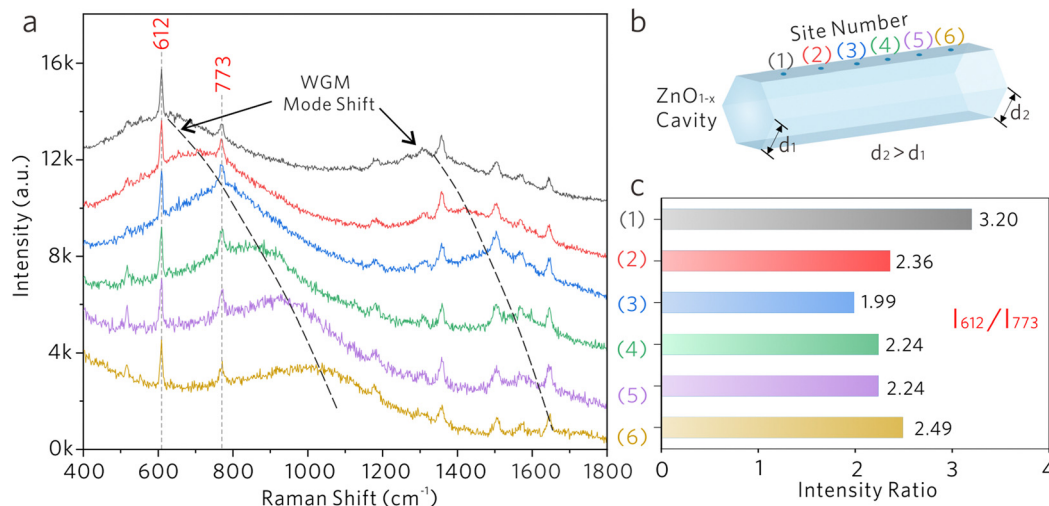 a
612
773
16k
12k
8k
4k
0k
Intensity (a.u.)
WGM
Mode Shift
400 600 800 1000 1200 1400 1600 1800
Raman Shift (cm⁻¹)
(1)
(2)
(3)
(4)
(5)
(6)
b
Site Number
(1) (2) (3) (4) (5) (6)
ZnO₁₋ₓ
Cavity
d₁
d₂
d₂>d₁
c
3.20
2.36
1.99
2.24
2.24
2.49
I₆₁₂/I₇₇₃
0 1 2 3 4
Intensity Ratio